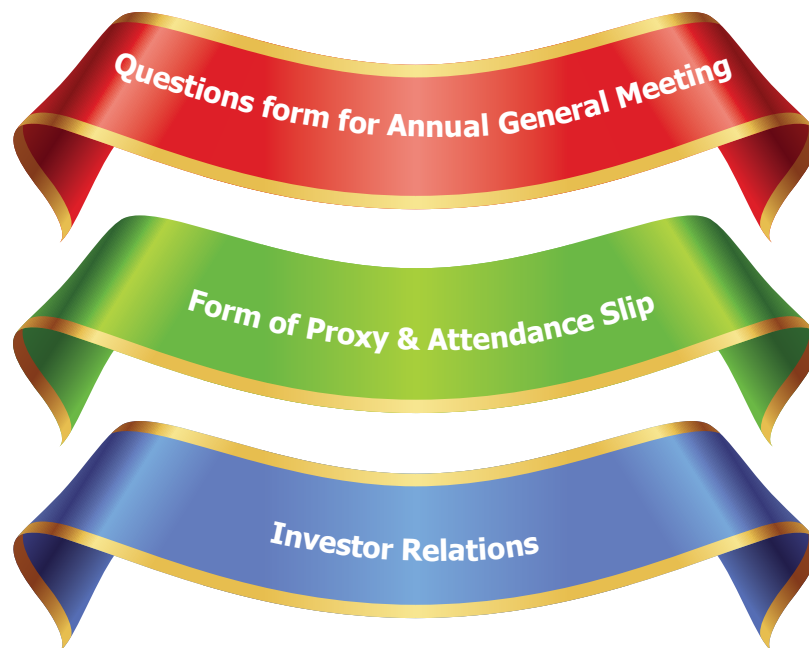 Questions form for Annual General Meeting
Form of Proxy & Attendance Slip
Investor Relations